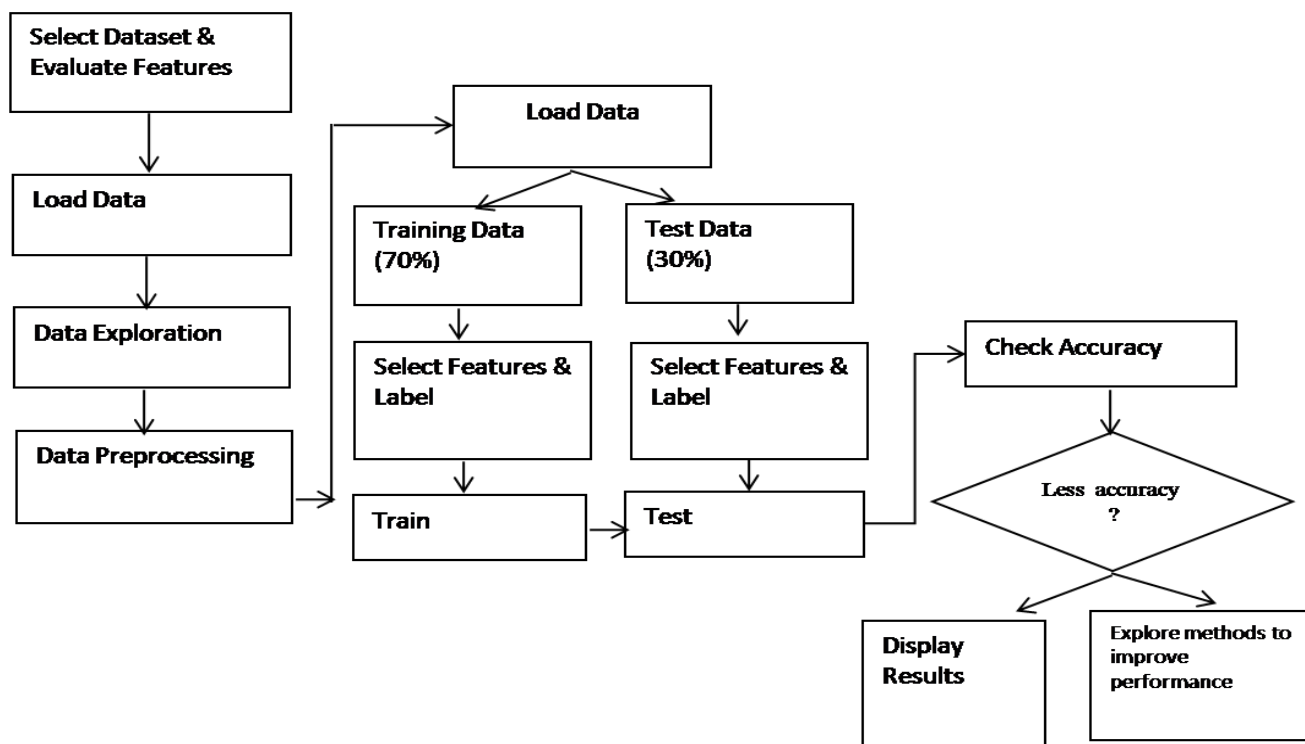 Select Dataset &
Evaluate Features
Load Data
Data Exploration
Data Preprocessing
Load Data
Training Data
(70%)
Select Features &
Label
Train
Test Data
(30%)
Select Features &
Label
Test
Check Accuracy
Less accuracy
?
Display
Results
Explore methods to
improve
performance